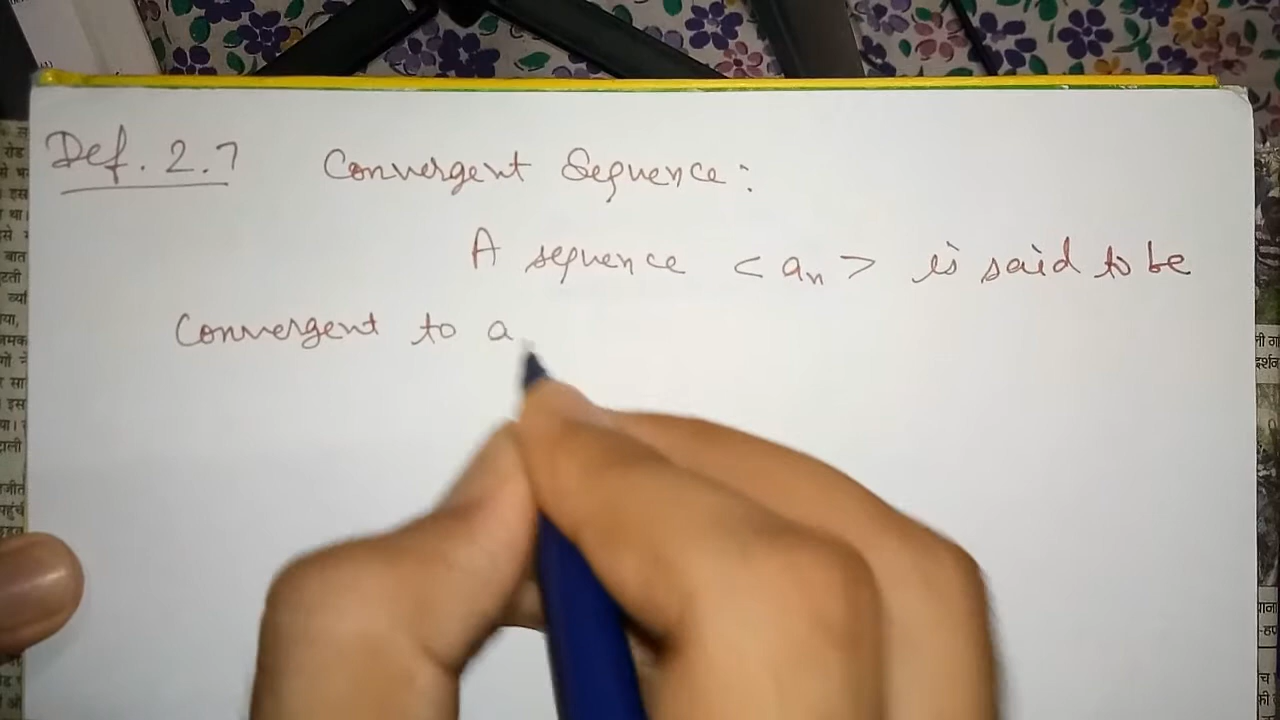 Def. 2.7 Convergent Sequence:
A sequence < aₙ > is said to be
Convergent to a